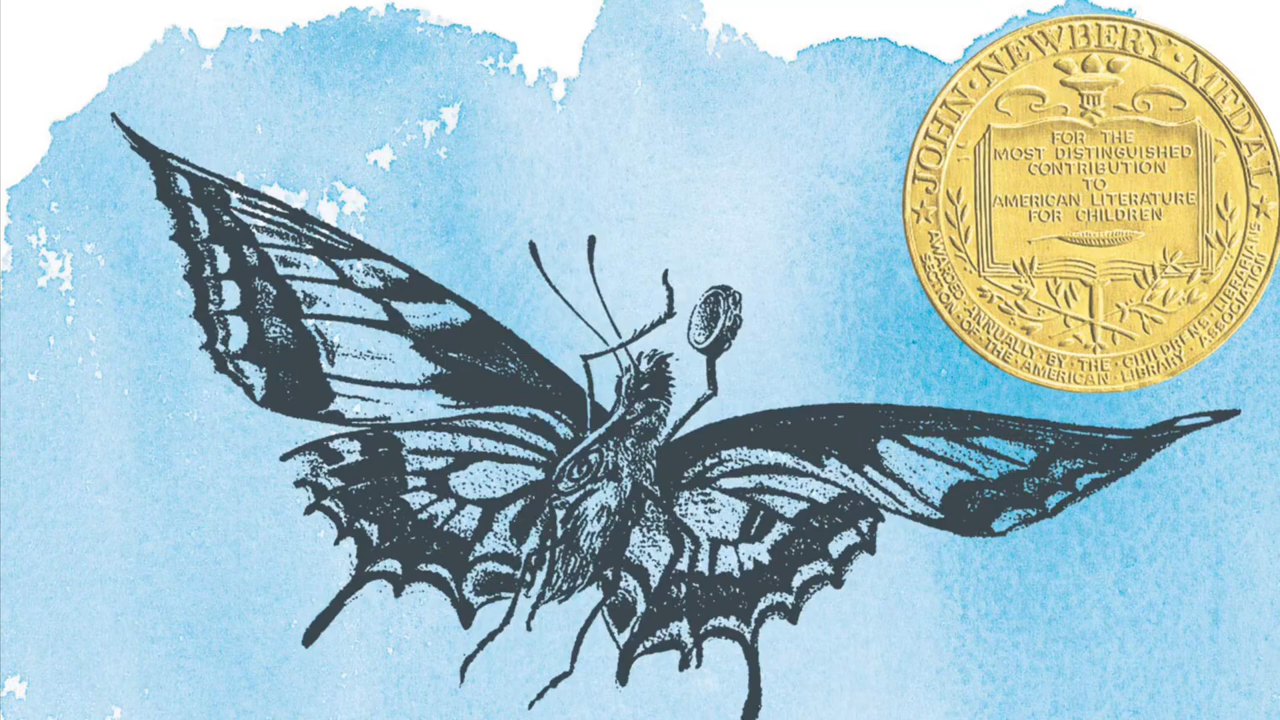 JOHN · NEWBERY · MEDAL
FOR THE
MOST DISTINGUISHED
CONTRIBUTION
TO
AMERICAN LITERATURE
FOR CHILDREN
AWARDED · ANNUALLY · BY · THE · CHILDREN'S · LIBRARIANS
SECTION · OF · THE · AMERICAN · LIBRARY · ASSOCIATION